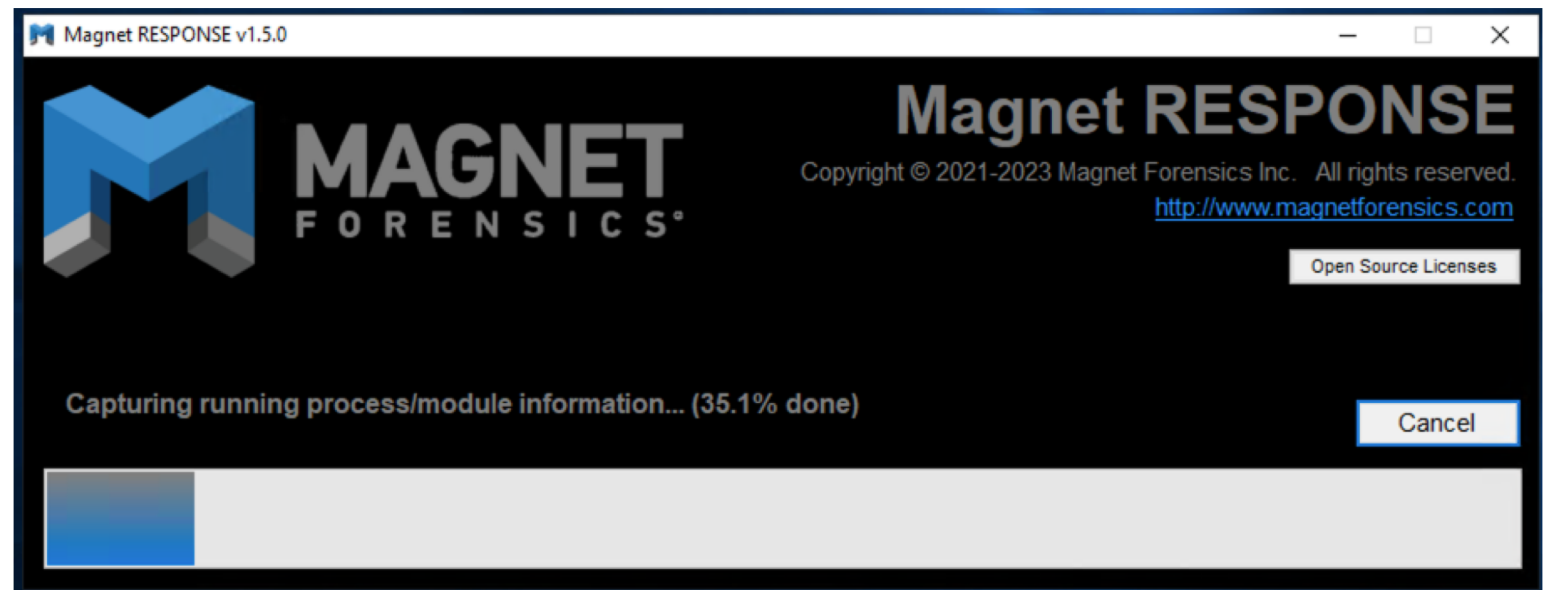 Magnet RESPONSE v1.5.0
MAGNET
FORENSICS®
Magnet RESPONSE
Copyright © 2021-2023 Magnet Forensics Inc. All rights reserved.
http://www.magnetforensics.com
Open Source Licenses
Capturing running process/module information... (35.1% done)
Cancel